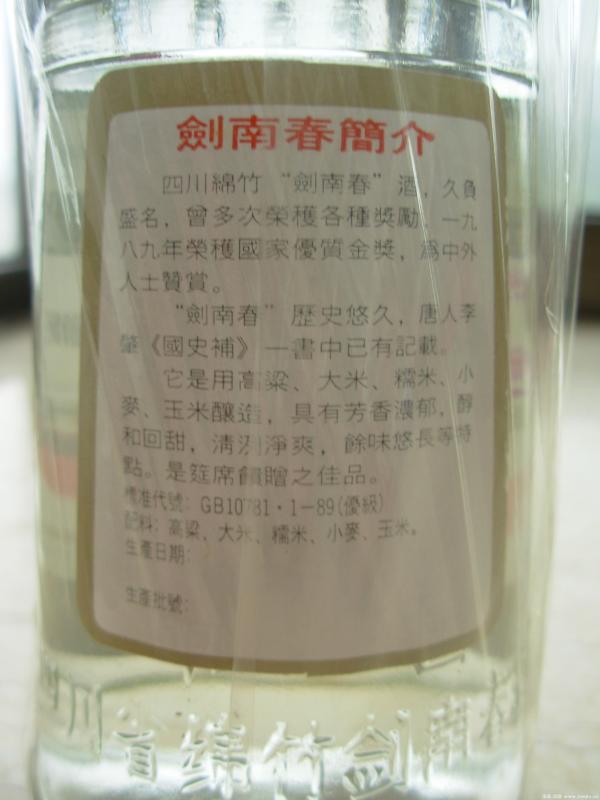 劍南春簡介
四川綿竹“劍南春”酒，久負
盛名，曾多次榮獲各種獎勵，一九
八九年榮獲國家優質金獎，爲中外
人士贊賞。
“劍南春”歷史悠久，唐人李
肇《國史補》一書中已有記載。
它是用高粱、大米、糯米、小
麥、玉米釀造，具有芳香濃郁，醇
和回甜，清洌淨爽，餘味悠長等特
點。是筵席餽贈之佳品。
標准代號：GB10781·1-89(優級)
配料：高粱、大米、糯米、小麥、玉米。
生產日期：
生產批號：
四川省绵竹剑南春